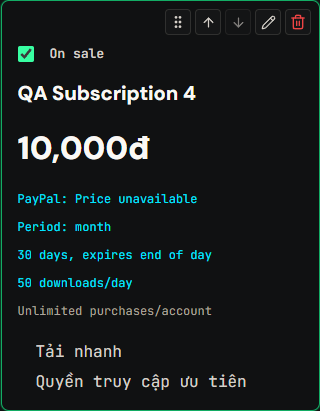 On sale
QA Subscription 4
10,000đ
PayPal: Price unavailable
Period: month
30 days, expires end of day
50 downloads/day
Unlimited purchases/account
Tải nhanh
Quyền truy cập ưu tiên